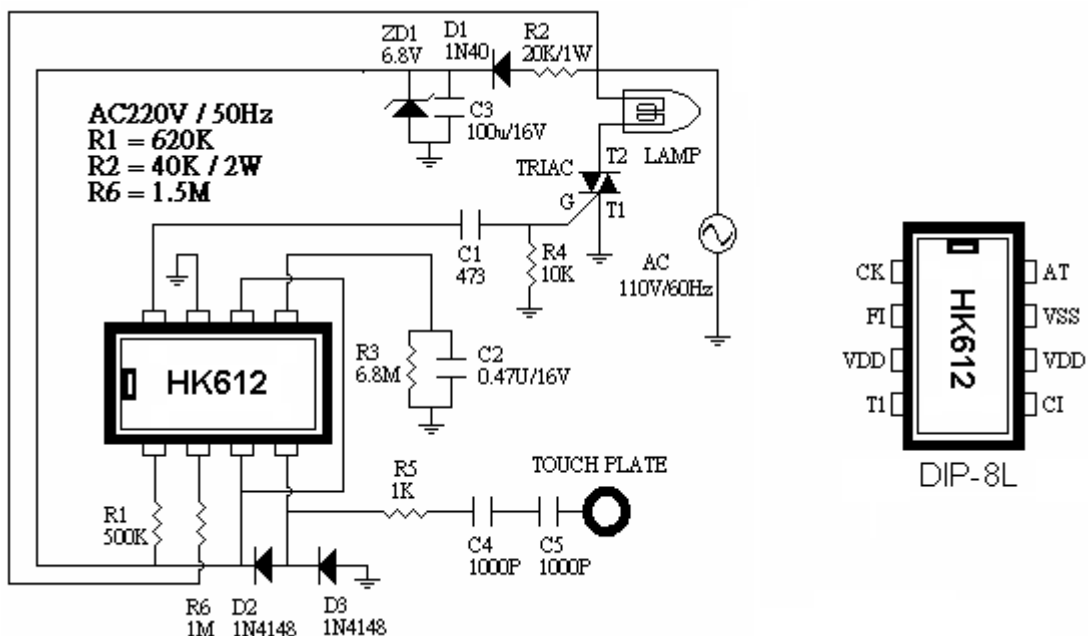 ZD1
6.8V
D1
1N40
R2
20K/1W
AC220V / 50Hz
R1 = 620K
R2 = 40K / 2W
R6 = 1.5M
C3
100u/16V
T2
LAMP
TRIAC
G
T1
C1
473
R4
10K
AC
110V/60Hz
HK612
R3
6.8M
C2
0.47U/16V
R5
1K
TOUCH PLATE
R1
500K
C4
1000P
C5
1000P
R6
1M
D2
1N4148
D3
1N4148
CK
AT
FI
VSS
VDD
VDD
T1
CI
HK612
DIP-8L